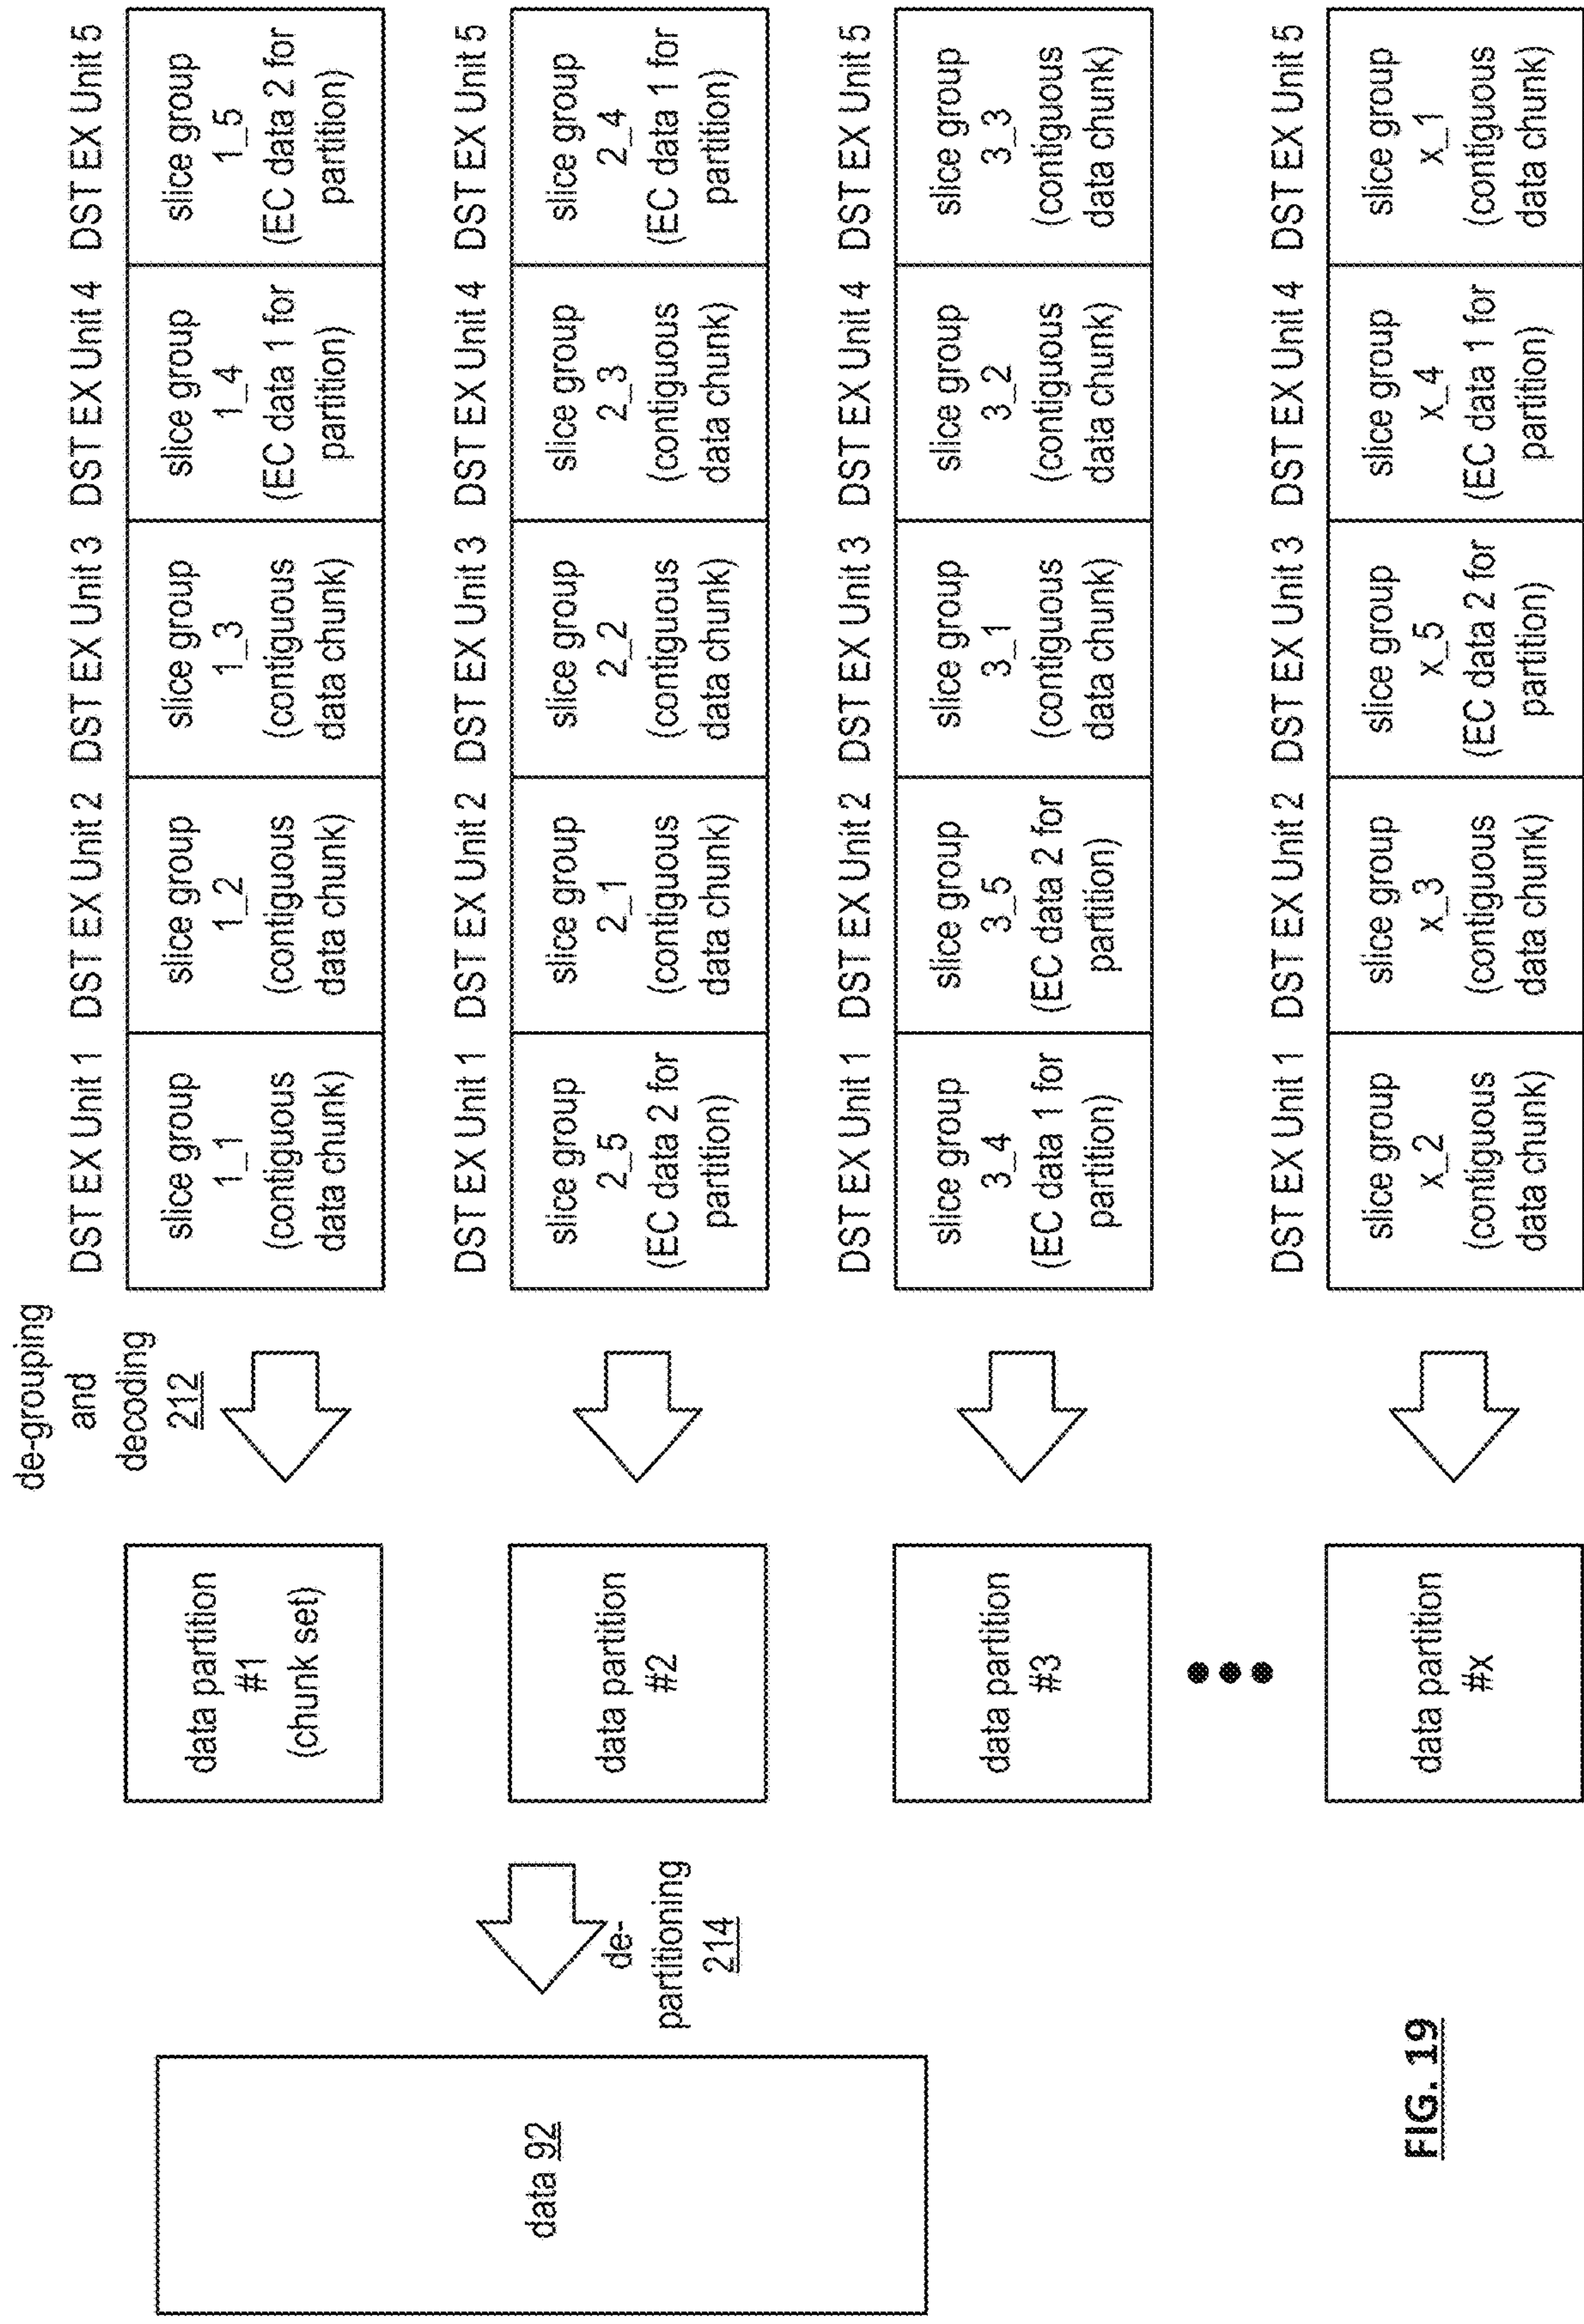 data 92
de-
partitioning
214
data partition
#1
(chunk set)
data partition
#2
data partition
#3
data partition
#x
de-grouping
and
decoding
212
DST EX Unit 1 DST EX Unit 2 DST EX Unit 3 DST EX Unit 4 DST EX Unit 5
slice group
1_1
(contiguous
data chunk)
slice group
1_2
(contiguous
data chunk)
slice group
1_3
(contiguous
data chunk)
slice group
1_4
(EC data 1 for
partition)
slice group
1_5
(EC data 2 for
partition)
DST EX Unit 1 DST EX Unit 2 DST EX Unit 3 DST EX Unit 4 DST EX Unit 5
slice group
2_5
(EC data 2 for
partition)
slice group
2_1
(contiguous
data chunk)
slice group
2_2
(contiguous
data chunk)
slice group
2_3
(contiguous
data chunk)
slice group
2_4
(EC data 1 for
partition)
DST EX Unit 1 DST EX Unit 2 DST EX Unit 3 DST EX Unit 4 DST EX Unit 5
slice group
3_4
(EC data 1 for
partition)
slice group
3_5
(EC data 2 for
partition)
slice group
3_1
(contiguous
data chunk)
slice group
3_2
(contiguous
data chunk)
slice group
3_3
(contiguous
data chunk)
DST EX Unit 1 DST EX Unit 2 DST EX Unit 3 DST EX Unit 4 DST EX Unit 5
slice group
x_2
(contiguous
data chunk)
slice group
x_3
(contiguous
data chunk)
slice group
x_5
(EC data 2 for
partition)
slice group
x_4
(EC data 1 for
partition)
slice group
x_1
(contiguous
data chunk)
FIG. 19